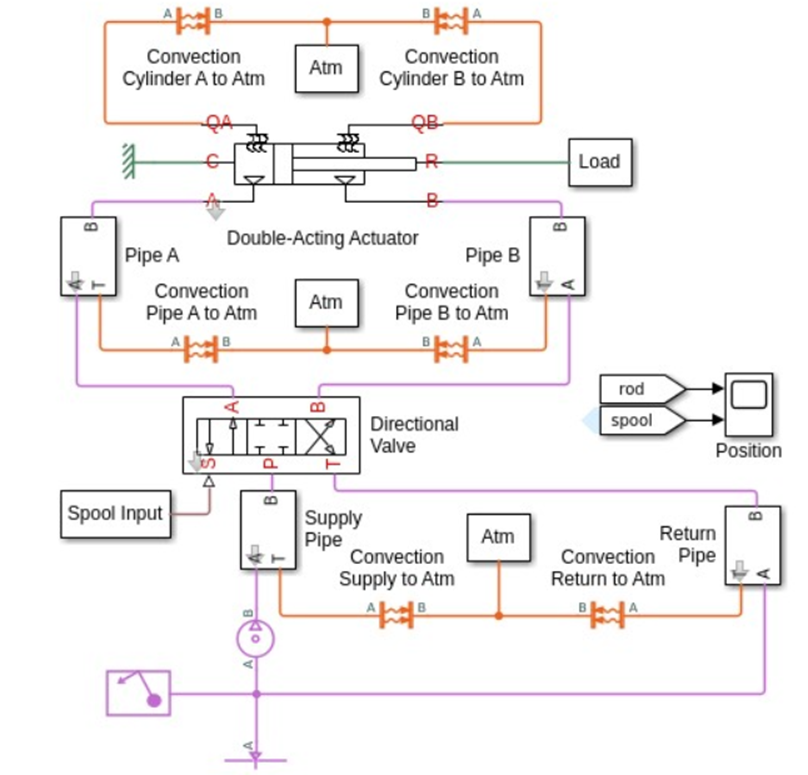 A B
B A
Convection
Cylinder A to Atm
Atm
Convection
Cylinder B to Atm
QA
QB
C
R
Load
A
B
B
Pipe A
A T
Double-Acting Actuator
Pipe B
B
T A
Convection
Pipe A to Atm
Atm
Convection
Pipe B to Atm
A B
B A
rod
spool
Position
A
B
Directional
Valve
S
P
T
Spool Input
B
Supply
Pipe
A T
Convection
Supply to Atm
Atm
Convection
Return to Atm
Return
Pipe
B
T A
A B
B A
B
A
A